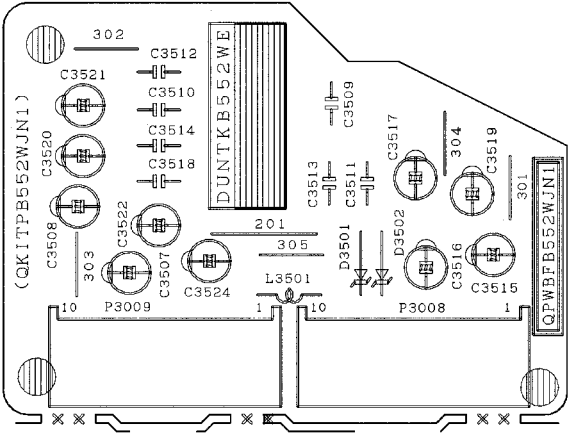 302
C3512
C3521
C3510
C3514
C3518
DUNTKB552WE
C3509
C3517
304
C3519
(QKITPB552WJN1)
C3520
C3513
C3511
301
C3508
C3522
201
305
D3501
D3502
303
C3507
C3524
L3501
C3516
C3515
QPWBFB552WJN1
10
P3009
1
10
P3008
1